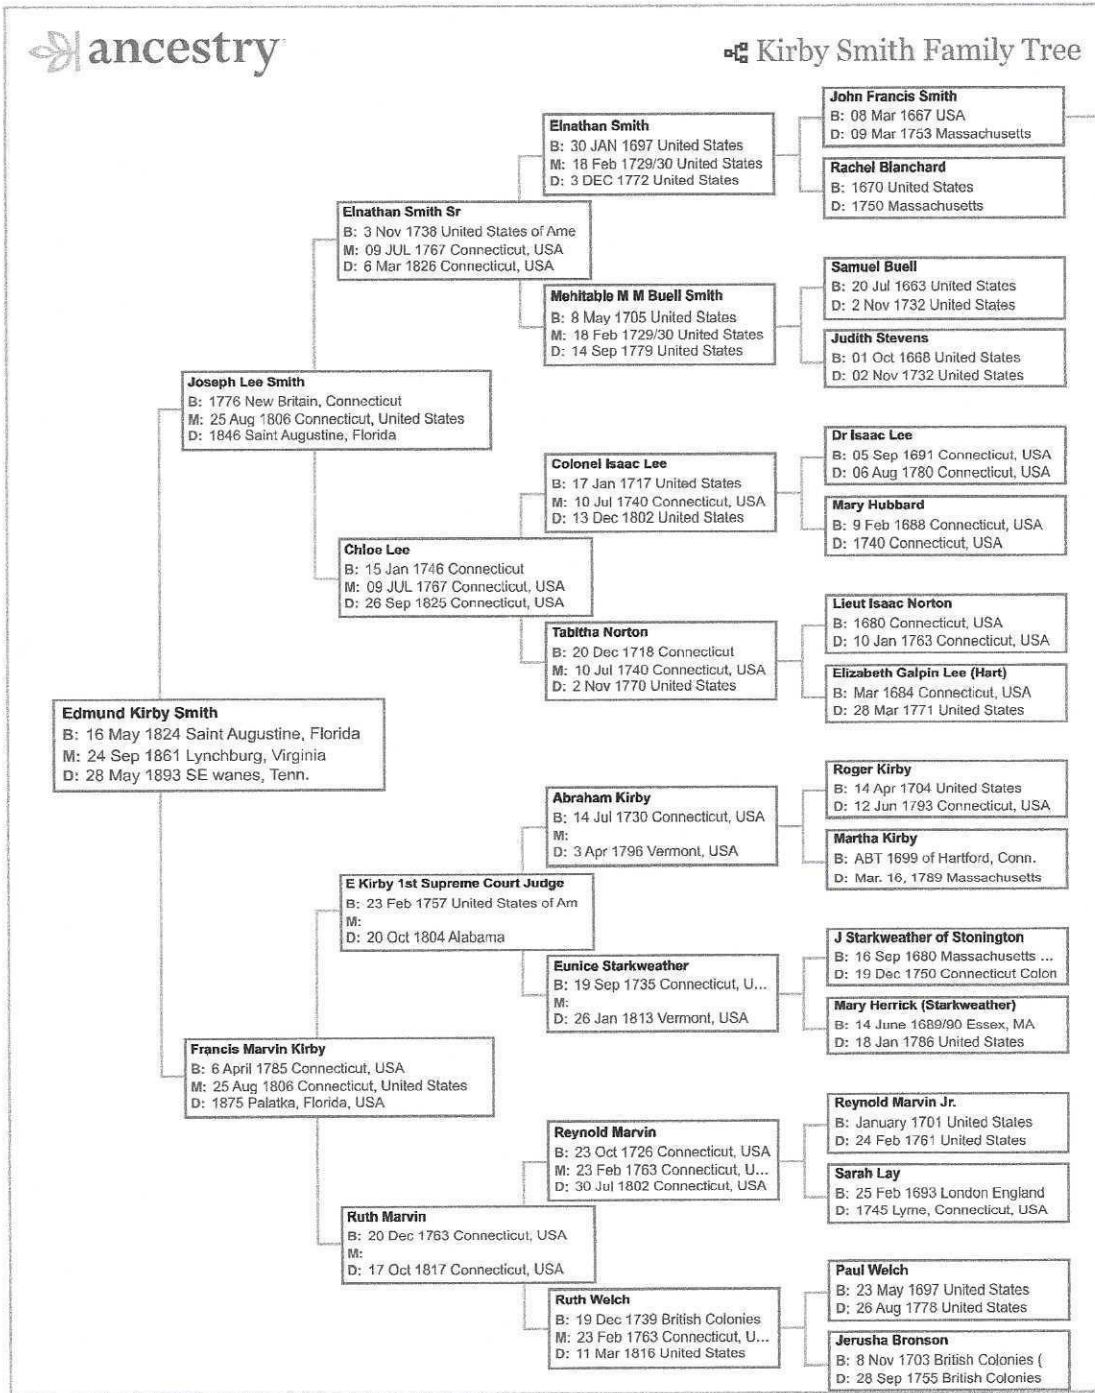 ancestry
Kirby Smith Family Tree
John Francis Smith
B: 08 Mar 1667 USA
D: 09 Mar 1753 Massachusetts
Elnathan Smith
B: 30 JAN 1697 United States
M: 18 Feb 1729/30 United States
D: 3 DEC 1772 United States
Rachel Blanchard
B: 1670 United States
D: 1750 Massachusetts
Elnathan Smith Sr
B: 3 Nov 1738 United States of Ame
M: 09 JUL 1767 Connecticut, USA
D: 6 Mar 1826 Connecticut, USA
Samuel Buell
B: 20 Jul 1663 United States
D: 2 Nov 1732 United States
Mehitable M M Buell Smith
B: 8 May 1705 United States
M: 18 Feb 1729/30 United States
D: 14 Sep 1779 United States
Judith Stevens
B: 01 Oct 1668 United States
D: 02 Nov 1732 United States
Joseph Lee Smith
B: 1776 New Britain, Connecticut
M: 25 Aug 1806 Connecticut, United States
D: 1846 Saint Augustine, Florida
Dr Isaac Lee
B: 05 Sep 1691 Connecticut, USA
D: 06 Aug 1780 Connecticut, USA
Colonel Isaac Lee
B: 17 Jan 1717 United States
M: 10 Jul 1740 Connecticut, USA
D: 13 Dec 1802 United States
Mary Hubbard
B: 9 Feb 1688 Connecticut, USA
D: 1740 Connecticut, USA
Chloe Lee
B: 15 Jan 1746 Connecticut
M: 09 JUL 1767 Connecticut, USA
D: 26 Sep 1825 Connecticut, USA
Lieut Isaac Norton
B: 1680 Connecticut, USA
D: 10 Jan 1763 Connecticut, USA
Tabitha Norton
B: 20 Dec 1718 Connecticut
M: 10 Jul 1740 Connecticut, USA
D: 2 Nov 1770 United States
Elizabeth Galpin Lee (Hart)
B: Mar 1684 Connecticut, USA
D: 28 Mar 1771 United States
Edmund Kirby Smith
B: 16 May 1824 Saint Augustine, Florida
M: 24 Sep 1861 Lynchburg, Virginia
D: 28 May 1893 SE wanes, Tenn.
Roger Kirby
B: 14 Apr 1704 United States
D: 12 Jun 1793 Connecticut, USA
Abraham Kirby
B: 14 Jul 1730 Connecticut, USA
M:
D: 3 Apr 1796 Vermont, USA
Martha Kirby
B: ABT 1699 of Hartford, Conn.
D: Mar. 16, 1789 Massachusetts
E Kirby 1st Supreme Court Judge
B: 23 Feb 1757 United States of Am
M:
D: 20 Oct 1804 Alabama
J Starkweather of Stonington
B: 16 Sep 1680 Massachusetts ...
D: 19 Dec 1750 Connecticut Colon
Eunice Starkweather
B: 19 Sep 1735 Connecticut, U...
M:
D: 26 Jan 1813 Vermont, USA
Mary Herrick (Starkweather)
B: 14 June 1689/90 Essex, MA
D: 18 Jan 1786 United States
Francis Marvin Kirby
B: 6 April 1785 Connecticut, USA
M: 25 Aug 1806 Connecticut, United States
D: 1875 Palatka, Florida, USA
Reynold Marvin Jr.
B: January 1701 United States
D: 24 Feb 1761 United States
Reynold Marvin
B: 23 Oct 1726 Connecticut, USA
M: 23 Feb 1763 Connecticut, U...
D: 30 Jul 1802 Connecticut, USA
Sarah Lay
B: 25 Feb 1693 London England
D: 1745 Lyme, Connecticut, USA
Ruth Marvin
B: 20 Dec 1763 Connecticut, USA
M:
D: 17 Oct 1817 Connecticut, USA
Paul Welch
B: 23 May 1697 United States
D: 26 Aug 1778 United States
Ruth Welch
B: 19 Dec 1739 British Colonies
M: 23 Feb 1763 Connecticut, U...
D: 11 Mar 1816 United States
Jerusha Bronson
B: 8 Nov 1703 British Colonies (
D: 28 Sep 1755 British Colonies